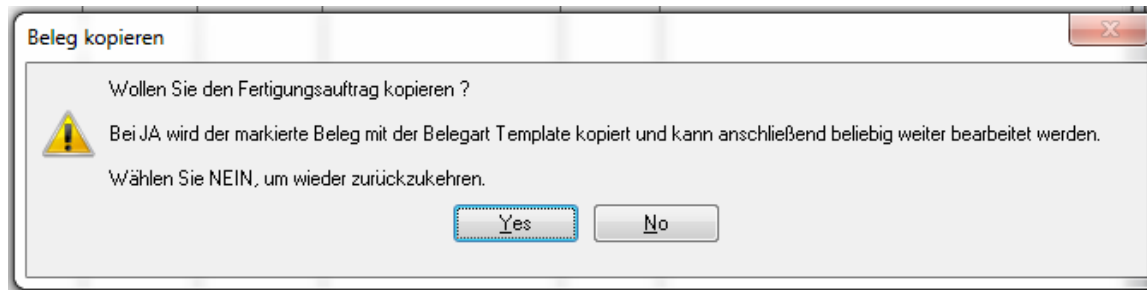 Beleg kopieren
Wollen Sie den Fertigungsauftrag kopieren ?
Bei JA wird der markierte Beleg mit der Belegart Template kopiert und kann anschließend beliebig weiter bearbeitet werden.
Wählen Sie NEIN, um wieder zurückzukehren.
Yes
No